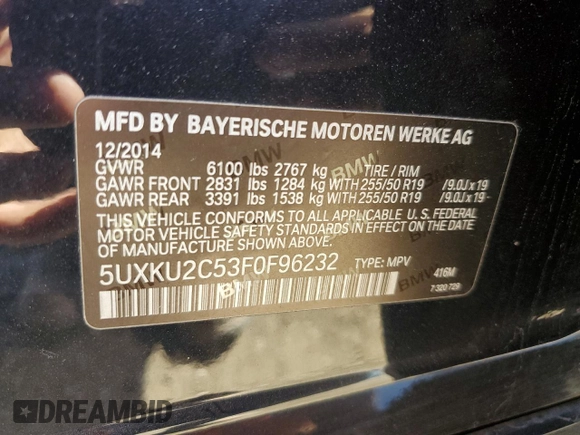 MFD BY BAYERISCHE MOTOREN WERKE AG
12/2014
GVWR 6100 lbs 2767 kg TIRE / RIM
GAWR FRONT 2831 lbs 1284 kg WITH 255/50 R19 /9.0J x 19
GAWR REAR 3391 lbs 1538 kg WITH 255/50 R19 /9.0J x 19 -
THIS VEHICLE CONFORMS TO ALL APPLICABLE U. S. FEDERAL
MOTOR VEHICLE SAFETY STANDARDS IN EFFECT ON THE
DATE OF MANUFACTURE SHOWN ABOVE.
5UXKU2C53F0F96232 TYPE: MPV
416M
7 320 729
DREAMBID